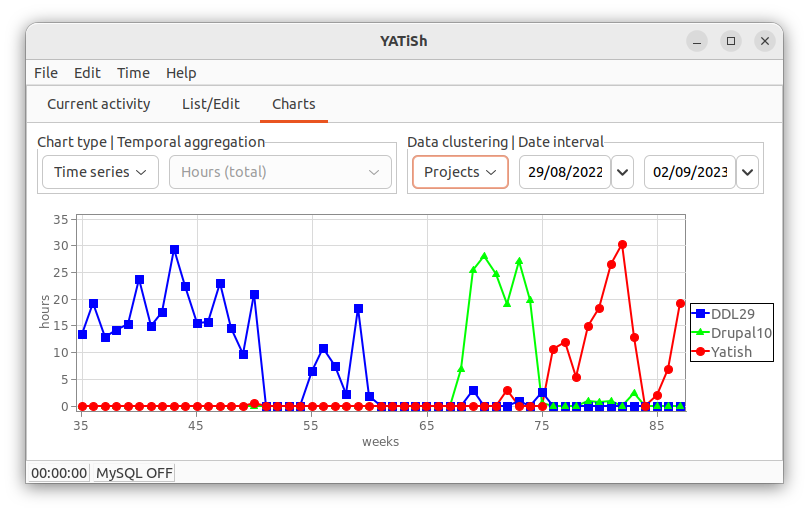 YATiSh
File Edit Time Help
Current activity List/Edit Charts
Chart type | Temporal aggregation Data clustering | Date interval
Time series Hours (total) Projects 29/08/2022 02/09/2023
35
30
25
20
15
10
5
0
hours
DDL29
Drupal10
Yatish
35 45 55 65 75 85
weeks
00:00:00 MySQL OFF